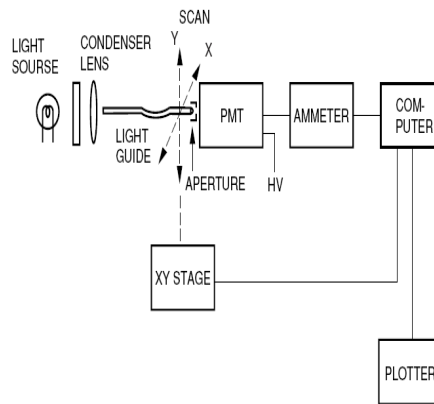 SCAN
Y
X
LIGHT
SOURSE
CONDENSER
LENS
LIGHT
GUIDE
APERTURE
PMT
HV
AMMETER
COM-
PUTER
XY STAGE
PLOTTER